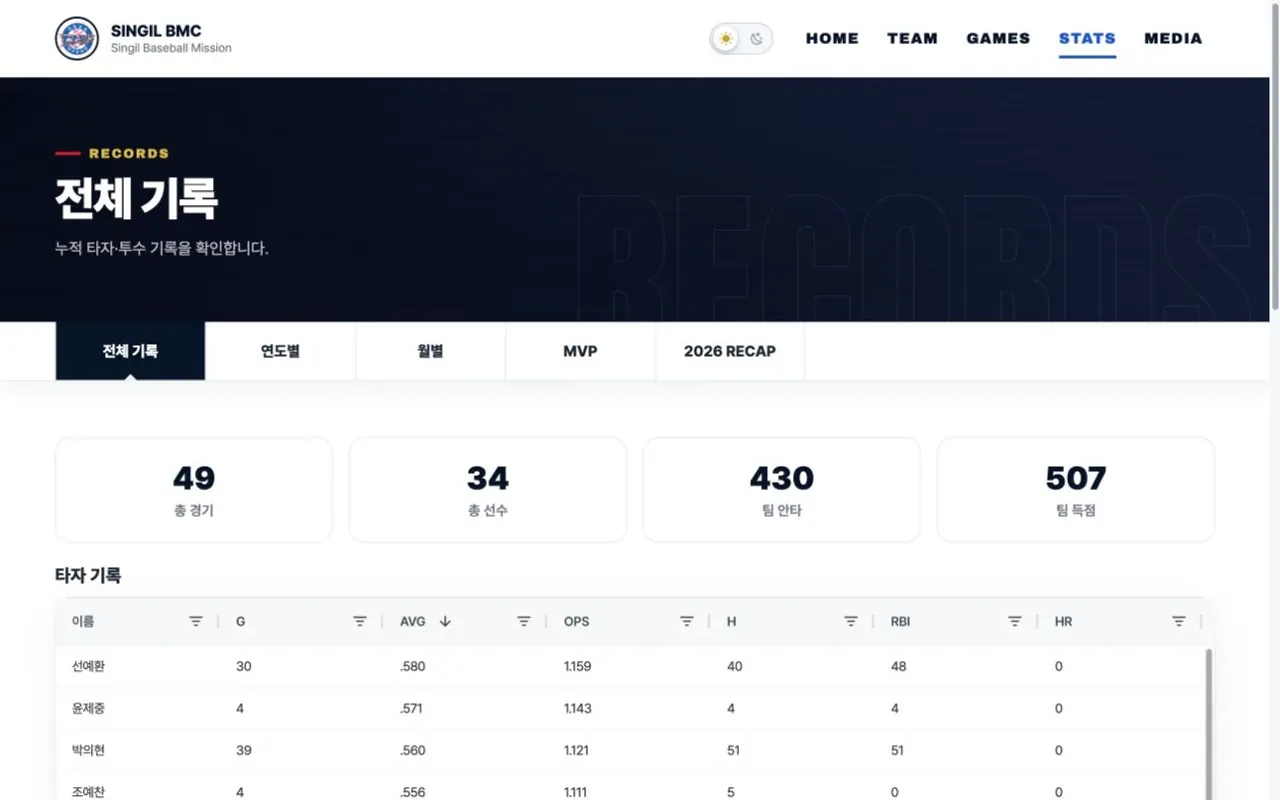 SINGIL BMC
Singil Baseball Mission
HOME TEAM GAMES STATS MEDIA
RECORDS
전체 기록
누적 타자·투수 기록을 확인합니다.
RECORDS
전체 기록 연도별 월별 MVP 2026 RECAP
49 34 430 507
총 경기 총 선수 팀 안타 팀 득점
타자 기록
이름 G AVG OPS H RBI HR
선예환 30 .580 1.159 40 48 0
윤제중 4 .571 1.143 4 4 0
박의현 39 .560 1.121 51 51 0
조예찬 4 .556 1.111 5 0 0